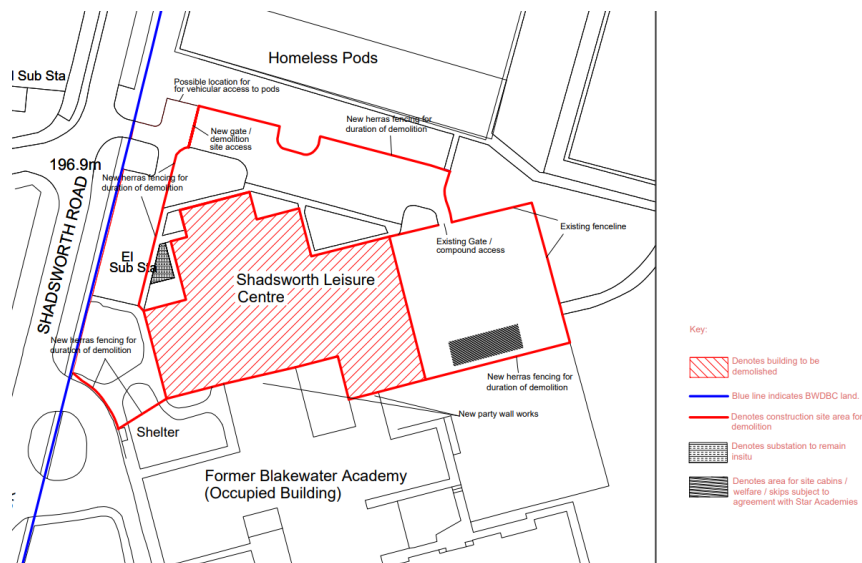 Homeless Pods
l Sub Sta
Possible location for
for vehicular access to pods
New gate /
demolition
site access
New herras fencing for
duration of demolition
196.9m
New herras fencing for
duration of demolition
SHADSWORTH ROAD
El
Sub Sta
Shadsworth Leisure
Centre
Existing Gate /
compound access
Existing fenceline
New herras fencing for
duration of demolition
New herras fencing for
duration of demolition
New party wall works
Shelter
Former Blakewater Academy
(Occupied Building)
Key:
Denotes building to be
demolished
Blue line indicates BWDBC land.
Denotes construction site area for
demolition
Denotes substation to remain
insitu
Denotes area for site cabins /
welfare / skips subject to
agreement with Star Academies